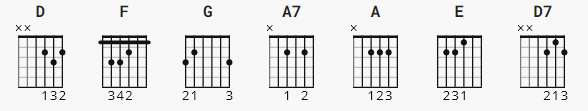 D F G A7 A E D7
×× × × ××
132 342 21 3 1 2 123 231 213